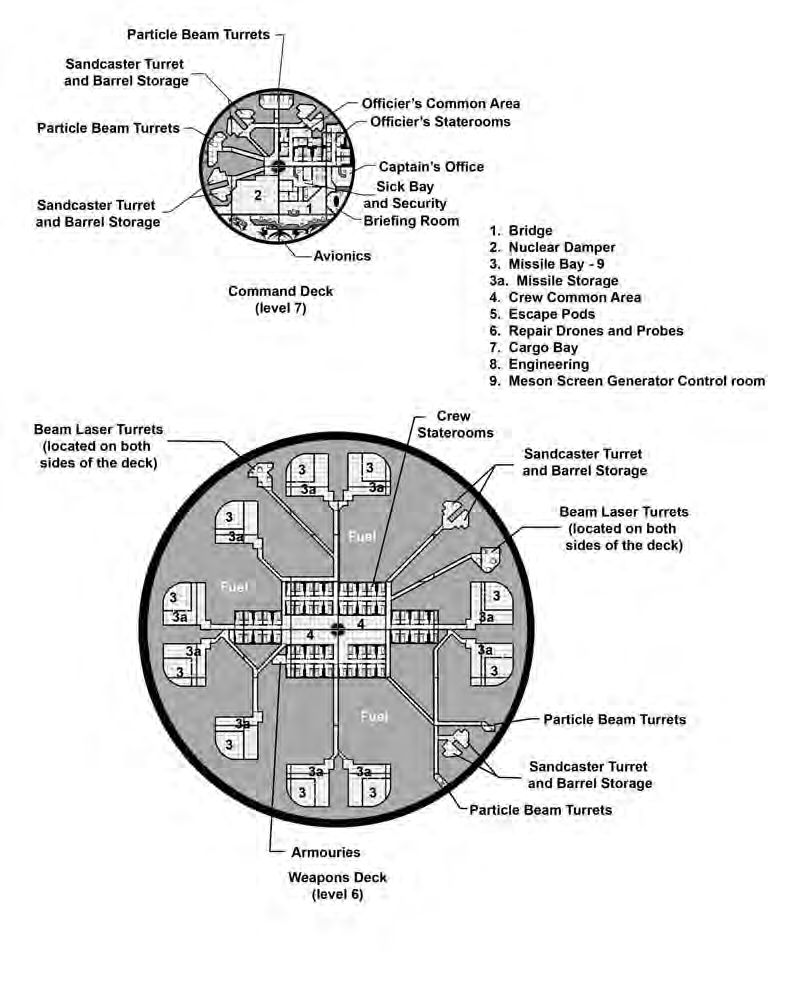 Particle Beam Turrets
Sandcaster Turret
and Barrel Storage
Particle Beam Turrets
Sandcaster Turret
and Barrel Storage
Officier's Common Area
Officier's Staterooms
Captain's Office
Sick Bay
and Security
Briefing Room
Avionics
2
1
Command Deck
(level 7)
1. Bridge
2. Nuclear Damper
3. Missile Bay - 9
3a. Missile Storage
4. Crew Common Area
5. Escape Pods
6. Repair Drones and Probes
7. Cargo Bay
8. Engineering
9. Meson Screen Generator Control room
Beam Laser Turrets
(located on both
sides of the deck)
Crew
Staterooms
Sandcaster Turret
and Barrel Storage
Beam Laser Turrets
(located on both
sides of the deck)
3
3
3a
3a
3
3a
Fuel
Fuel
3
3
3a
3a
4
4
3a
3a
3
3
Fuel
3a
3
3a
3a
3
3
Particle Beam Turrets
Sandcaster Turret
and Barrel Storage
Particle Beam Turrets
Armouries
Weapons Deck
(level 6)